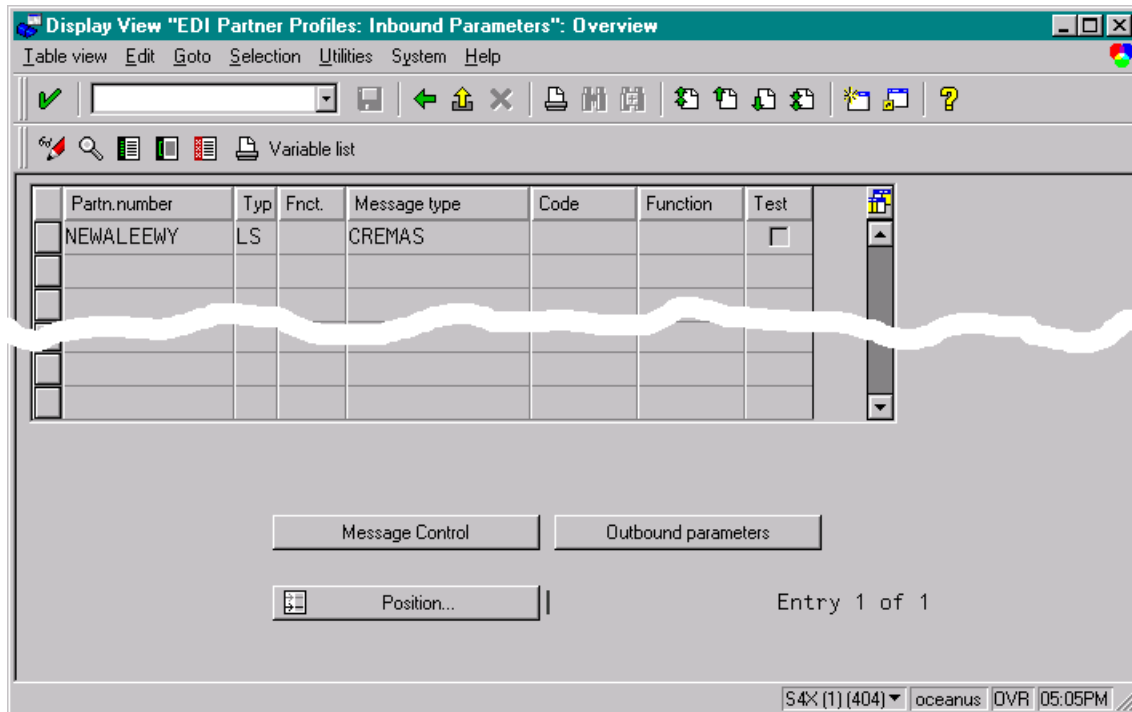 Display View "EDI Partner Profiles: Inbound Parameters": Overview
Table view Edit Goto Selection Utilities System Help
Variable list
Partn.number Typ Fnct. Message type Code Function Test
NEWALEEWY LS CREMAS
Message Control Outbound parameters
Position... Entry 1 of 1
S4X (1) (404) oceanus OVR 05:05PM